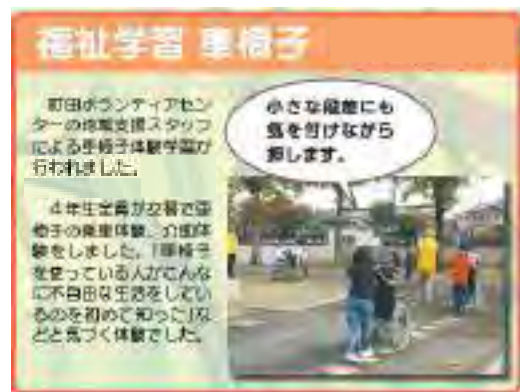 福祉学習 車椅子
町田ボランティアセン
ターの地域支援スタッフ
による車椅子体験学習が
行われました。
4年生全員が交替で車
椅子の乗車体験、介助体
験をしました。「車椅子
を使っている人がこんな
に不自由な生活をしてい
るのを初めて知った」な
どと気づく体験でした。
小さな段差にも
気を付けながら
押します。